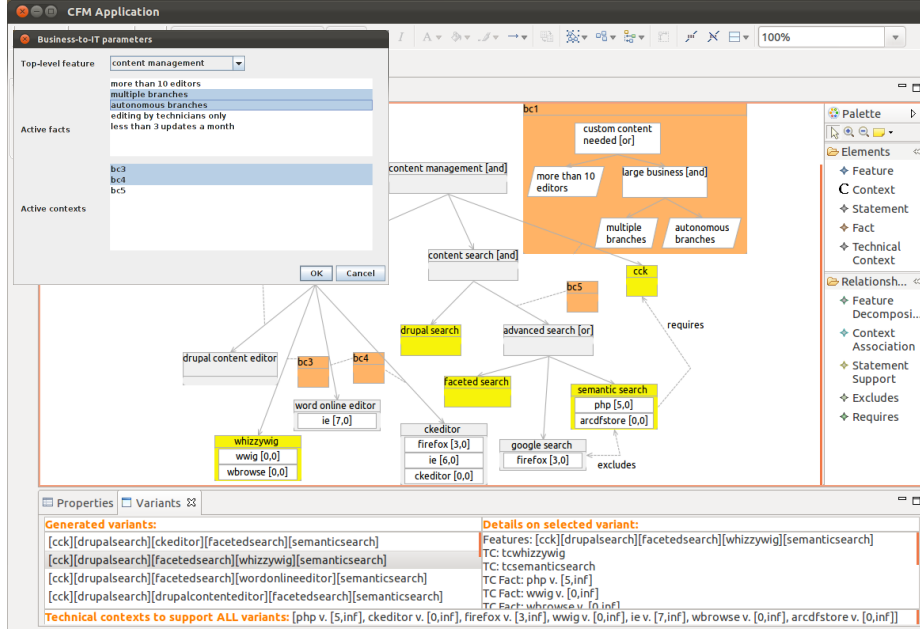 CFM Application
Business-to-IT parameters
Top-level feature
content management
Active facts
more than 10 editors
multiple branches
autonomous branches
editing by technicians only
less than 3 updates a month
Active contexts
bc3
bc4
bc5
OK
Cancel
100%
bc1
custom content
needed [or]
more than 10
editors
large business [and]
multiple
branches
autonomous
branches
content management [and]
content search [and]
cck
bc5
requires
drupal search
advanced search [or]
drupal content editor
bc3
bc4
faceted search
semantic search
php [5,0]
arcdfstore [0,0]
word online editor
ie [7,0]
ckeditor
firefox [3,0]
ie [6,0]
ckeditor [0,0]
google search
firefox [3,0]
excludes
whizzywig
wwig [0,0]
wbrowse [0,0]
Palette
Elements
Feature
C Context
Statement
Fact
Technical
Context
Relationsh...
Feature
Decomposi...
Context
Association
Statement
Support
Excludes
Requires
Properties
Variants
Generated variants:
[cck][drupalsearch][ckeditor][facetedsearch][semanticsearch]
[cck][drupalsearch][facetedsearch][whizzywig][semanticsearch]
[cck][drupalsearch][facetedsearch][wordonlineeditor][semanticsearch]
[cck][drupalsearch][drupalcontenteditor][facetedsearch][semanticsearch]
Details on selected variant:
Features: [cck][drupalsearch][facetedsearch][whizzywig][semanticsearch]
TC: tcwhizzywig
TC: tcsemanticsearch
TC Fact: php v. [5,inf]
TC Fact: wwig v. [0,inf]
TC Fact: wbrowse v. [0,inf]
Technical contexts to support ALL variants: [php v. [5,inf], ckeditor v. [0,inf], firefox v. [3,inf], wwig v. [0,inf], ie v. [7,inf], wbrowse v. [0,inf], arcdfstore v. [0,inf]]